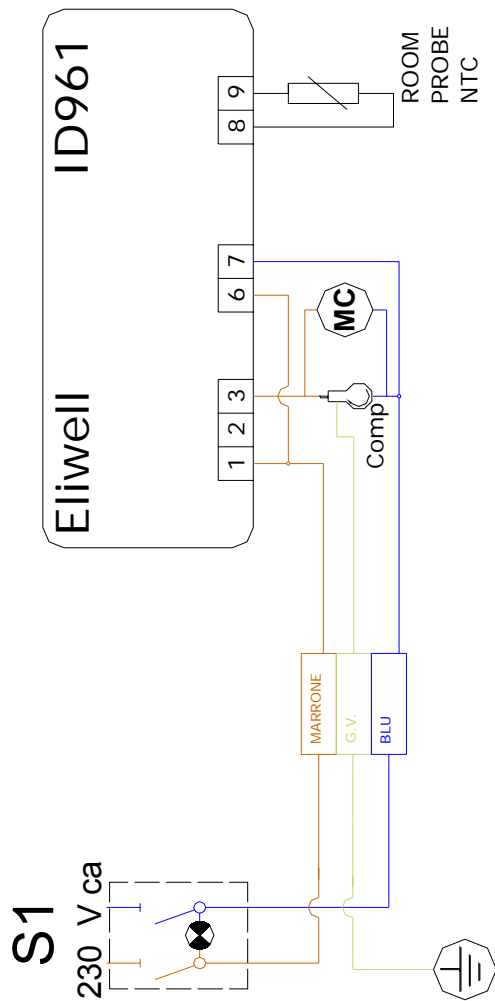 S1
230 V ca
Eliwell ID961
1 2 3 6 7 8 9
MC
Comp
ROOM
PROBE
NTC
MARRONE
G.V.
BLU